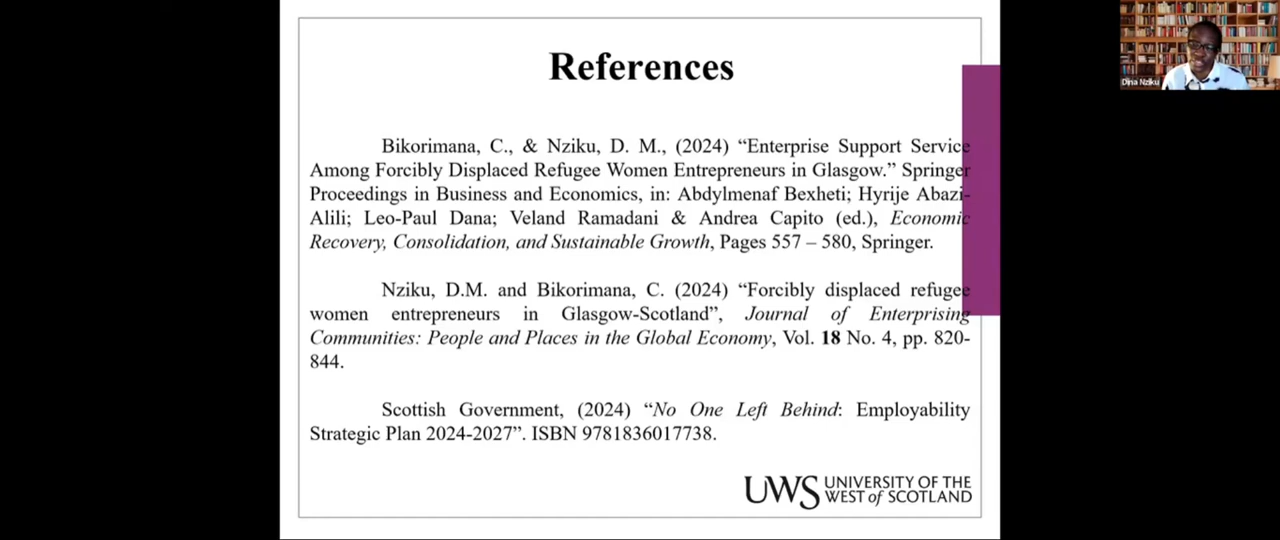 References
Bikorimana, C., & Nziku, D. M., (2024) “Enterprise Support Service
Among Forcibly Displaced Refugee Women Entrepreneurs in Glasgow.” Springer
Proceedings in Business and Economics, in: Abdylmenaf Bexheti; Hyrije Abazi-
Alili; Leo-Paul Dana; Veland Ramadani & Andrea Capito (ed.), Economic
Recovery, Consolidation, and Sustainable Growth, Pages 557 – 580, Springer.
Nziku, D.M. and Bikorimana, C. (2024) “Forcibly displaced refugee
women entrepreneurs in Glasgow-Scotland”, Journal of Enterprising
Communities: People and Places in the Global Economy, Vol. 18 No. 4, pp. 820-
844.
Scottish Government, (2024) “No One Left Behind: Employability
Strategic Plan 2024-2027”. ISBN 9781836017738.
UWS UNIVERSITY OF THE
WEST of SCOTLAND
Dina Nziku